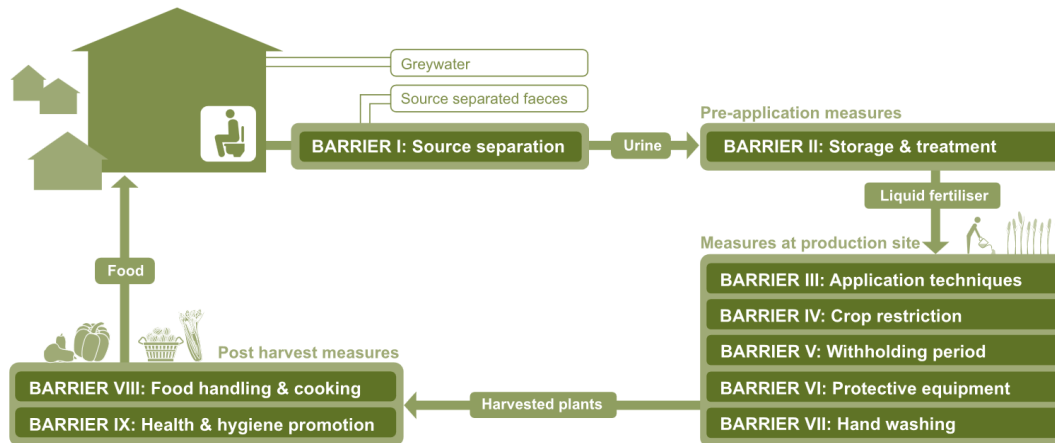 Greywater
Source separated faeces
BARRIER I: Source separation
Urine
Pre-application measures
BARRIER II: Storage & treatment
Liquid fertiliser
Measures at production site
BARRIER III: Application techniques
BARRIER IV: Crop restriction
BARRIER V: Withholding period
BARRIER VI: Protective equipment
BARRIER VII: Hand washing
Harvested plants
Post harvest measures
BARRIER VIII: Food handling & cooking
BARRIER IX: Health & hygiene promotion
Food